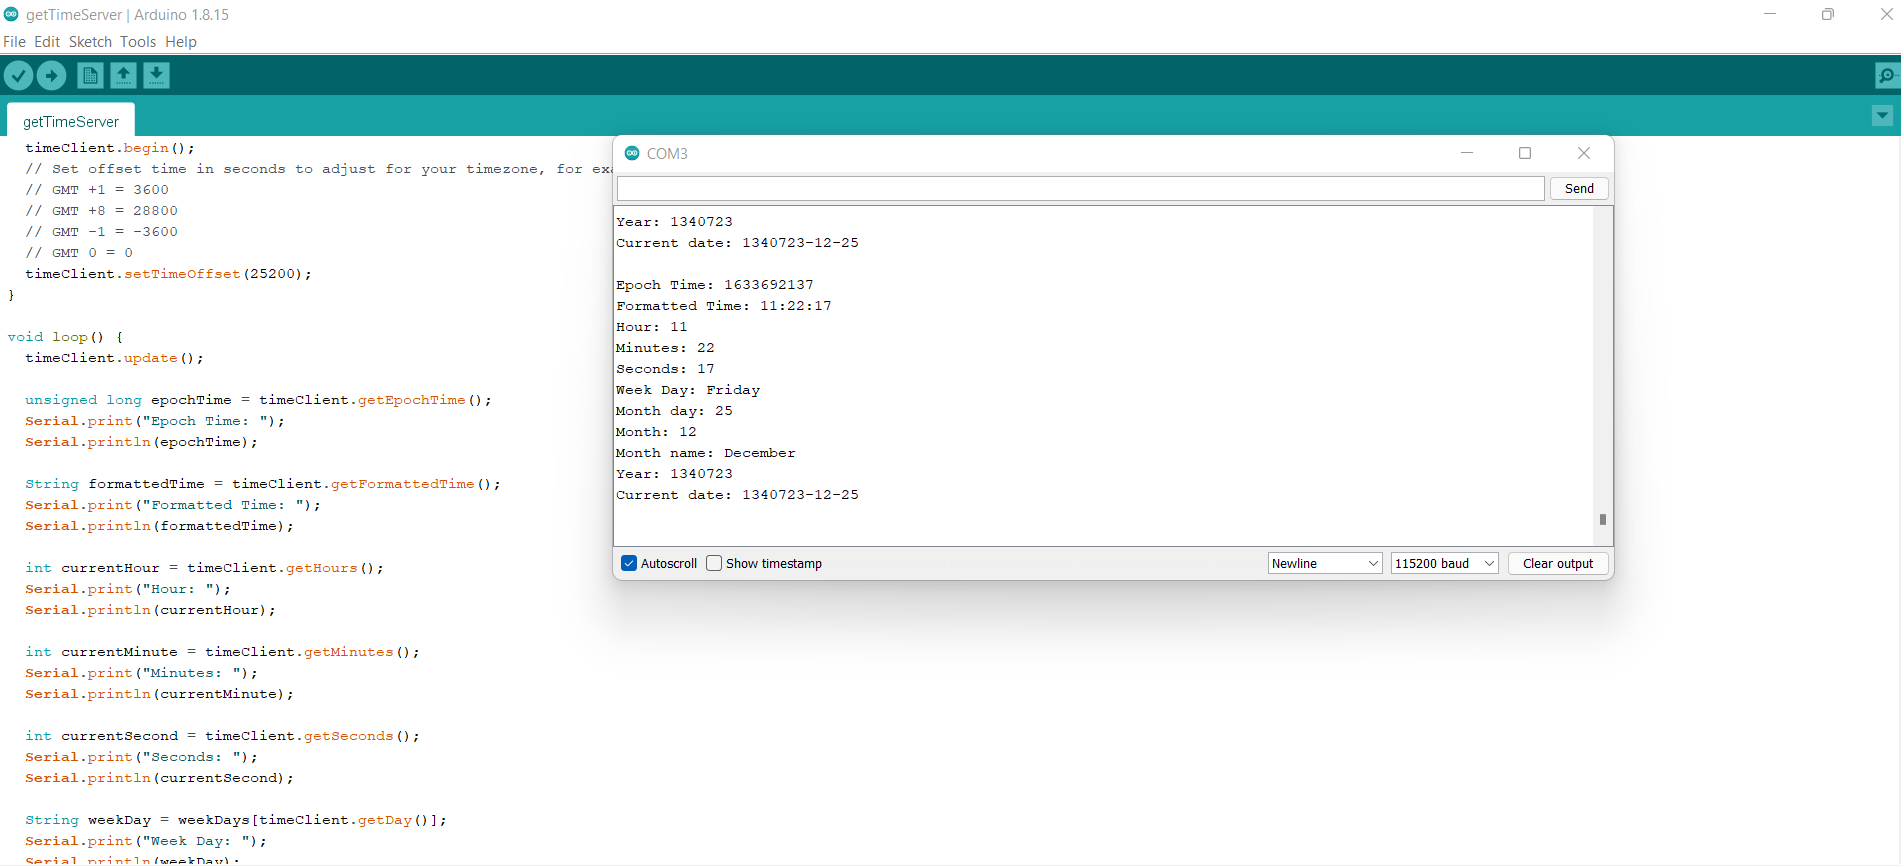 getTimeServer | Arduino 1.8.15
File Edit Sketch Tools Help
getTimeServer
timeClient.begin();
// Set offset time in seconds to adjust for your timezone, for exa
// GMT +1 = 3600
// GMT +8 = 28800
// GMT -1 = -3600
// GMT 0 = 0
timeClient.setTimeOffset(25200);
}
void loop() {
timeClient.update();
unsigned long epochTime = timeClient.getEpochTime();
Serial.print("Epoch Time: ");
Serial.println(epochTime);
String formattedTime = timeClient.getFormattedTime();
Serial.print("Formatted Time: ");
Serial.println(formattedTime);
int currentHour = timeClient.getHours();
Serial.print("Hour: ");
Serial.println(currentHour);
int currentMinute = timeClient.getMinutes();
Serial.print("Minutes: ");
Serial.println(currentMinute);
int currentSecond = timeClient.getSeconds();
Serial.print("Seconds: ");
Serial.println(currentSecond);
String weekDay = weekDays[timeClient.getDay()];
Serial.print("Week Day: ");
Serial.println(weekDay);
COM3
Send
Year: 1340723
Current date: 1340723-12-25
Epoch Time: 1633692137
Formatted Time: 11:22:17
Hour: 11
Minutes: 22
Seconds: 17
Week Day: Friday
Month day: 25
Month: 12
Month name: December
Year: 1340723
Current date: 1340723-12-25
Autoscroll Show timestamp Newline 115200 baud Clear output